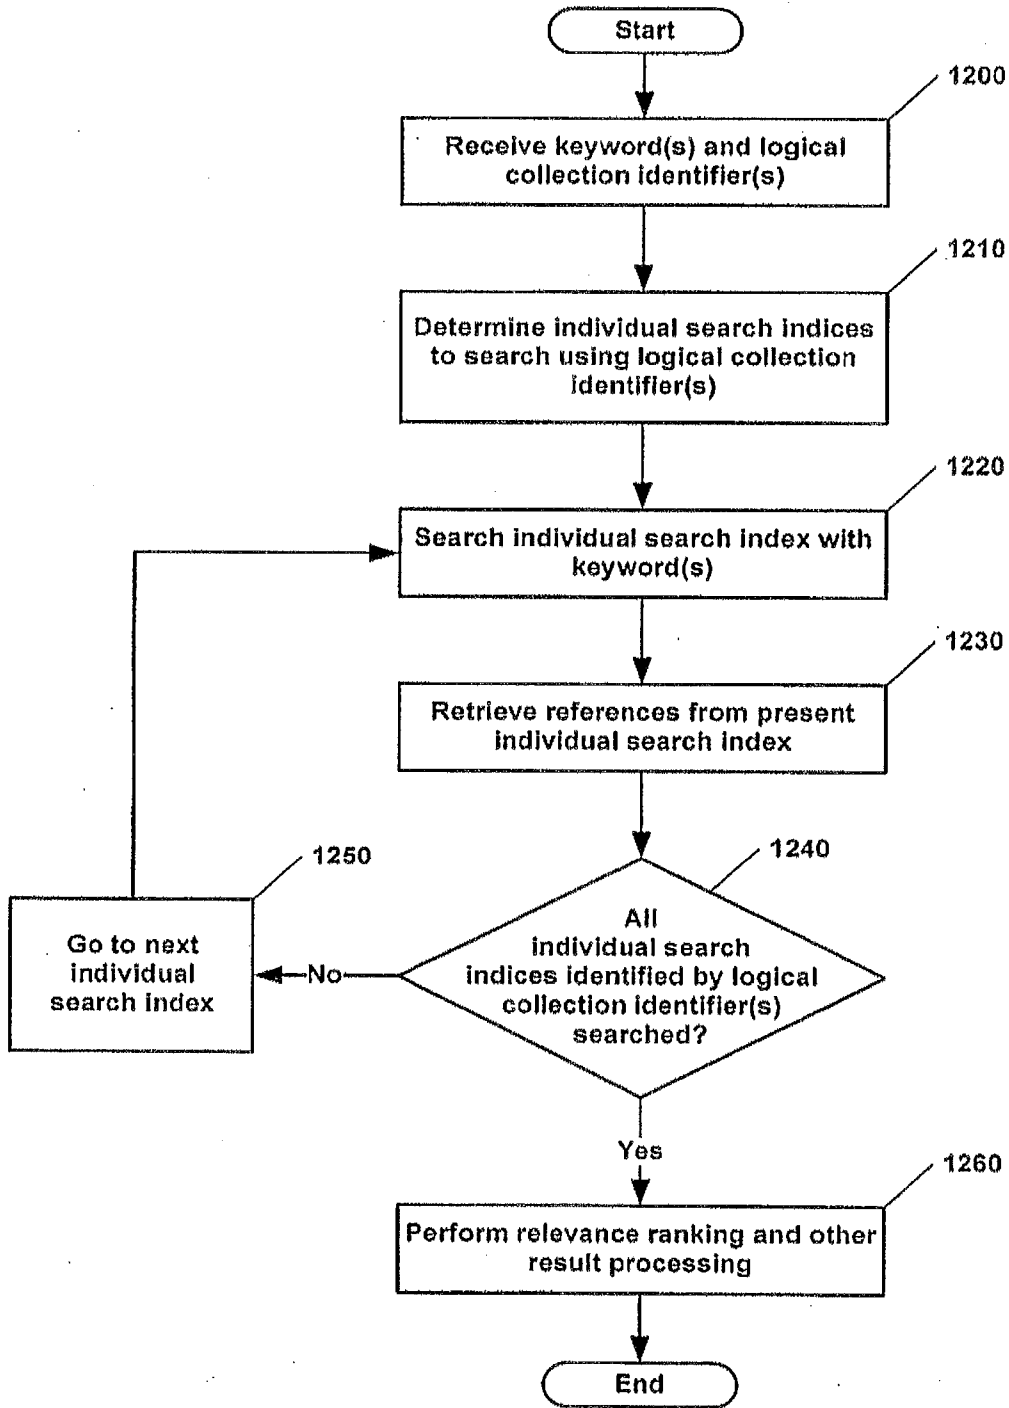 Start
1200
Receive keyword(s) and logical
collection identifier(s)
1210
Determine individual search indices
to search using logical collection
identifier(s)
1220
Search individual search index with
keyword(s)
1230
Retrieve references from present
individual search index
1240
All
individual search
indices identified by logical
collection identifier(s)
searched?
1250
Go to next
individual
search index
No
Yes
1260
Perform relevance ranking and other
result processing
End